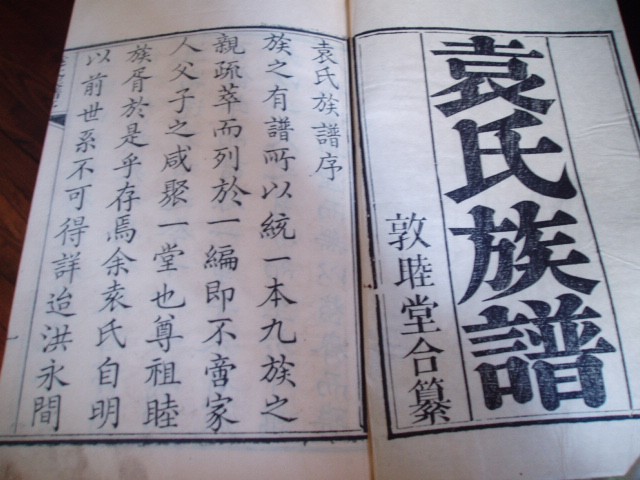 袁氏族譜
敦睦堂合纂
袁氏族譜序
族之有譜所以統一本九族之
親疏萃而列於一編即不啻家
人父子之咸聚一堂也尊祖睦
族胥於是乎存焉余袁氏自明
以前世系不可得詳迨洪永間